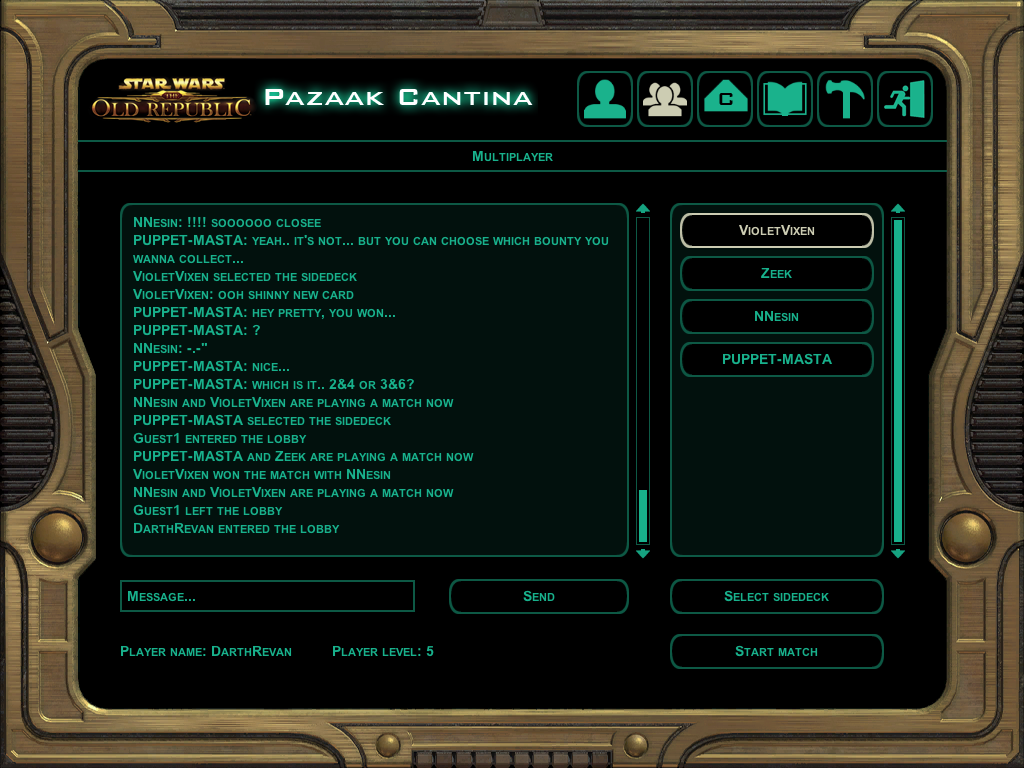 STAR WARS
THE
OLD REPUBLIC
Pazaak Cantina
C
Multiplayer
NNesin: !!!! soooooo closee
PUPPET-MASTA: yeah.. it's not... but you can choose which bounty you
wanna collect...
VioletVixen selected the sidedeck
VioletVixen: ooh shinny new card
PUPPET-MASTA: hey pretty, you won...
PUPPET-MASTA: ?
NNesin: -.-"
PUPPET-MASTA: nice...
PUPPET-MASTA: which is it.. 2&4 or 3&6?
NNesin and VioletVixen are playing a match now
PUPPET-MASTA selected the sidedeck
Guest1 entered the lobby
PUPPET-MASTA and Zeek are playing a match now
VioletVixen won the match with NNesin
NNesin and VioletVixen are playing a match now
Guest1 left the lobby
DarthRevan entered the lobby
VioletVixen
Zeek
NNesin
PUPPET-MASTA
Message...
Send
Select sidedeck
Player name: DarthRevan
Player level: 5
Start match